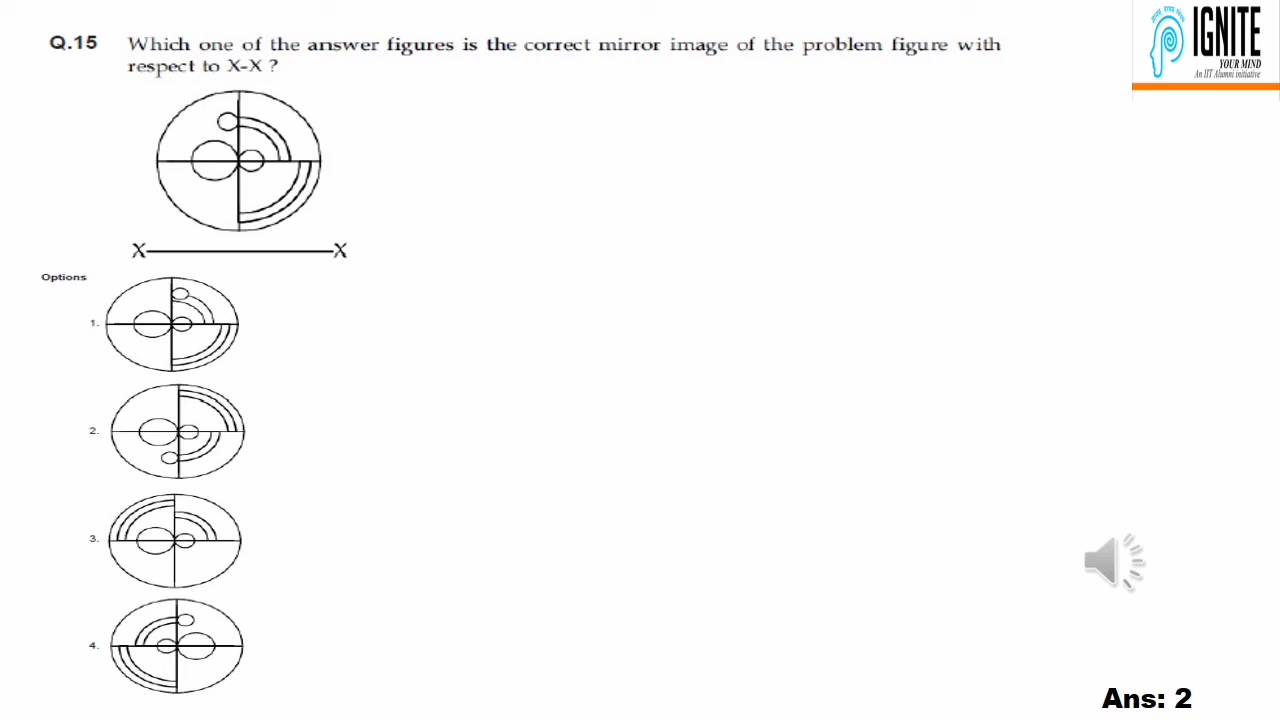 Q.15 Which one of the answer figures is the correct mirror image of the problem figure with
respect to X-X ?
IGNITE
YOUR MIND
An IIT Alumni initiative
X X
Options
1.
2.
3.
4.
Ans: 2